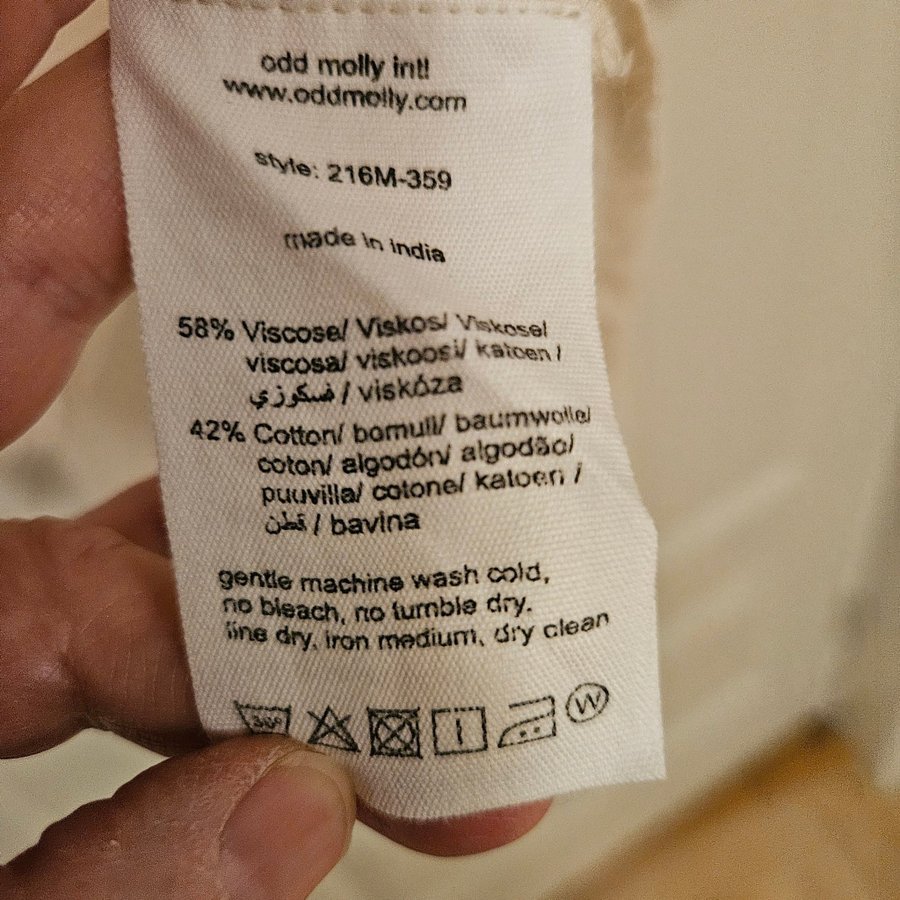 odd molly intl
www.oddmolly.com
style: 216M-359
made in india
58% Viscose/ Viskos/ Viskose/
viscosa/ viskoosi/ katoen /
فسكوزي / viskóza
42% Cotton/ bomull/ baumwolle/
coton/ algodón/ algodão/
puuvilla/ cotone/ katoen /
قطن / bavlna
gentle machine wash cold,
no bleach, no tumble dry.
line dry, iron medium, dry clean
30° W